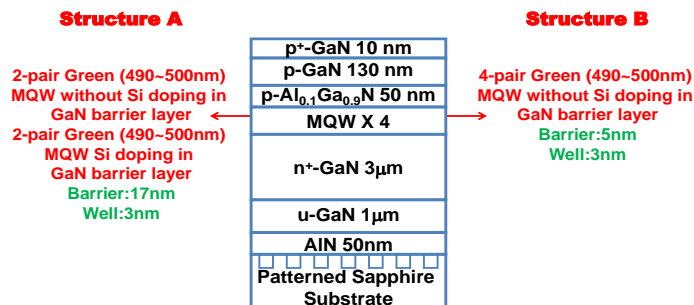 Structure A
2-pair Green (490~500nm)
MQW without Si doping in
GaN barrier layer
2-pair Green (490~500nm)
MQW Si doping in
GaN barrier layer
Barrier:17nm
Well:3nm
p⁺-GaN 10 nm
p-GaN 130 nm
p-Al₀.₁Ga₀.₉N 50 nm
MQW X 4
n⁺-GaN 3μm
u-GaN 1μm
AlN 50nm
Patterned Sapphire
Substrate
Structure B
4-pair Green (490~500nm)
MQW without Si doping in
GaN barrier layer
Barrier:5nm
Well:3nm